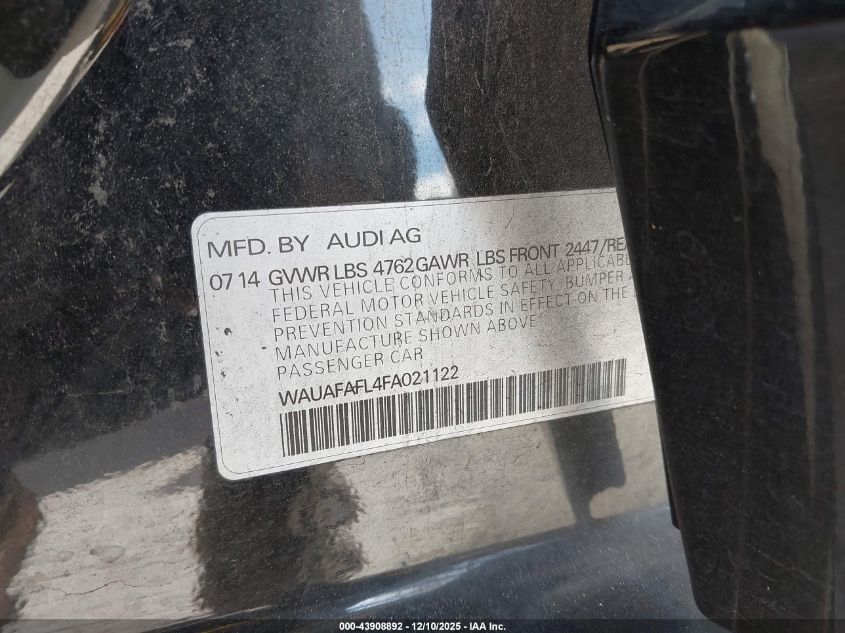 MFD. BY AUDI AG
07 14 GVWR LBS 4762 GAWR LBS FRONT 2447/REA
THIS VEHICLE CONFORMS TO ALL APPLICABLE
FEDERAL MOTOR VEHICLE SAFETY, BUMPER A
PREVENTION STANDARDS IN EFFECT ON THE
MANUFACTURE SHOWN ABOVE
PASSENGER CAR
WAUAFAFL4FA021122
000-43908892 - 12/10/2025 - IAA Inc.